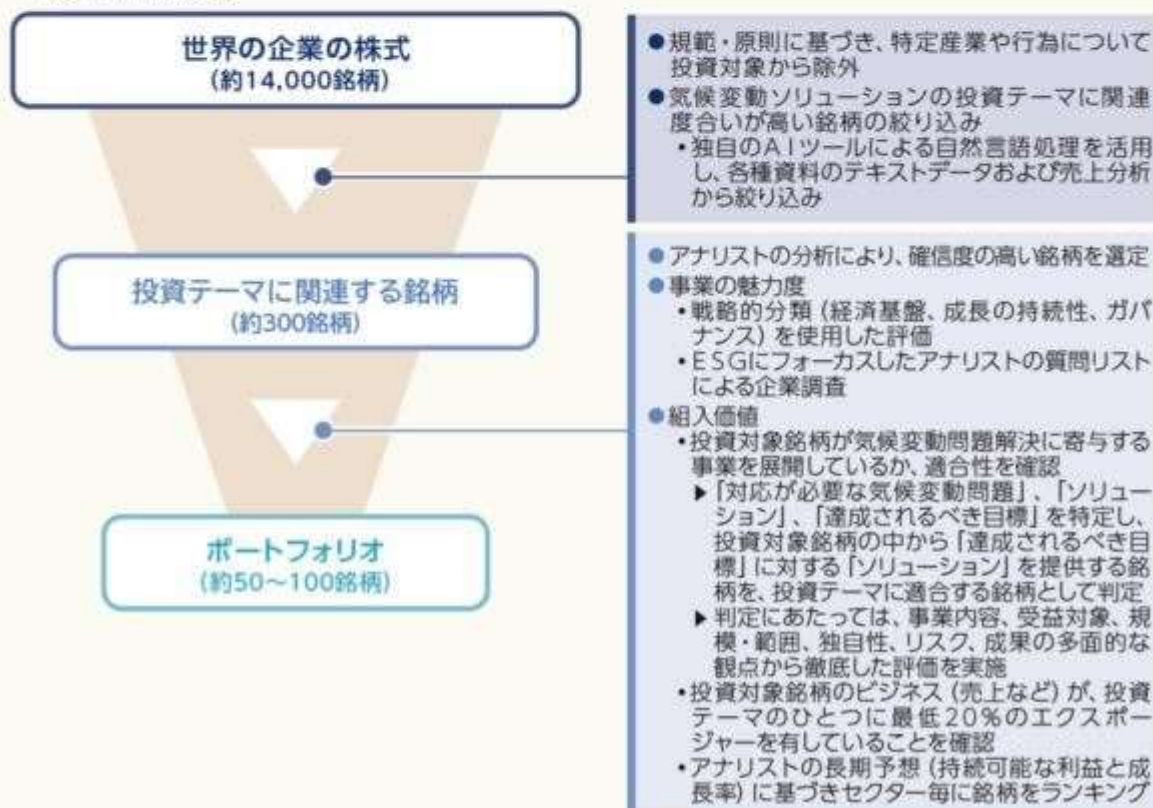 世界の企業の株式
(約14,000銘柄)
●規範・原則に基づき、特定産業や行為について
投資対象から除外
●気候変動ソリューションの投資テーマに関連
度合いが高い銘柄の絞り込み
・独自のAIツールによる自然言語処理を活用
し、各種資料のテキストデータおよび売上分析
から絞り込み
投資テーマに関連する銘柄
(約300銘柄)
●アナリストの分析により、確信度の高い銘柄を選定
●事業の魅力度
・戦略的分類(経済基盤、成長の持続性、ガバ
ナンス)を使用した評価
・ESGにフォーカスしたアナリストの質問リスト
による企業調査
●組入価値
・投資対象銘柄が気候変動問題解決に寄与する
事業を展開しているか、適合性を確認
▶「対応が必要な気候変動問題」、「ソリュー
ション」、「達成されるべき目標」を特定し、
投資対象銘柄の中から「達成されるべき目
標」に対する「ソリューション」を提供する銘
柄を、投資テーマに適合する銘柄として判定
▶判定にあたっては、事業内容、受益対象、規
模・範囲、独自性、リスク、成果の多面的な
観点から徹底した評価を実施
・投資対象銘柄のビジネス(売上など)が、投資
テーマのひとつに最低20%のエクスポー
ジャーを有していることを確認
・アナリストの長期予想(持続可能な利益と成
長率)に基づきセクター毎に銘柄をランキング
ポートフォリオ
(約50～100銘柄)